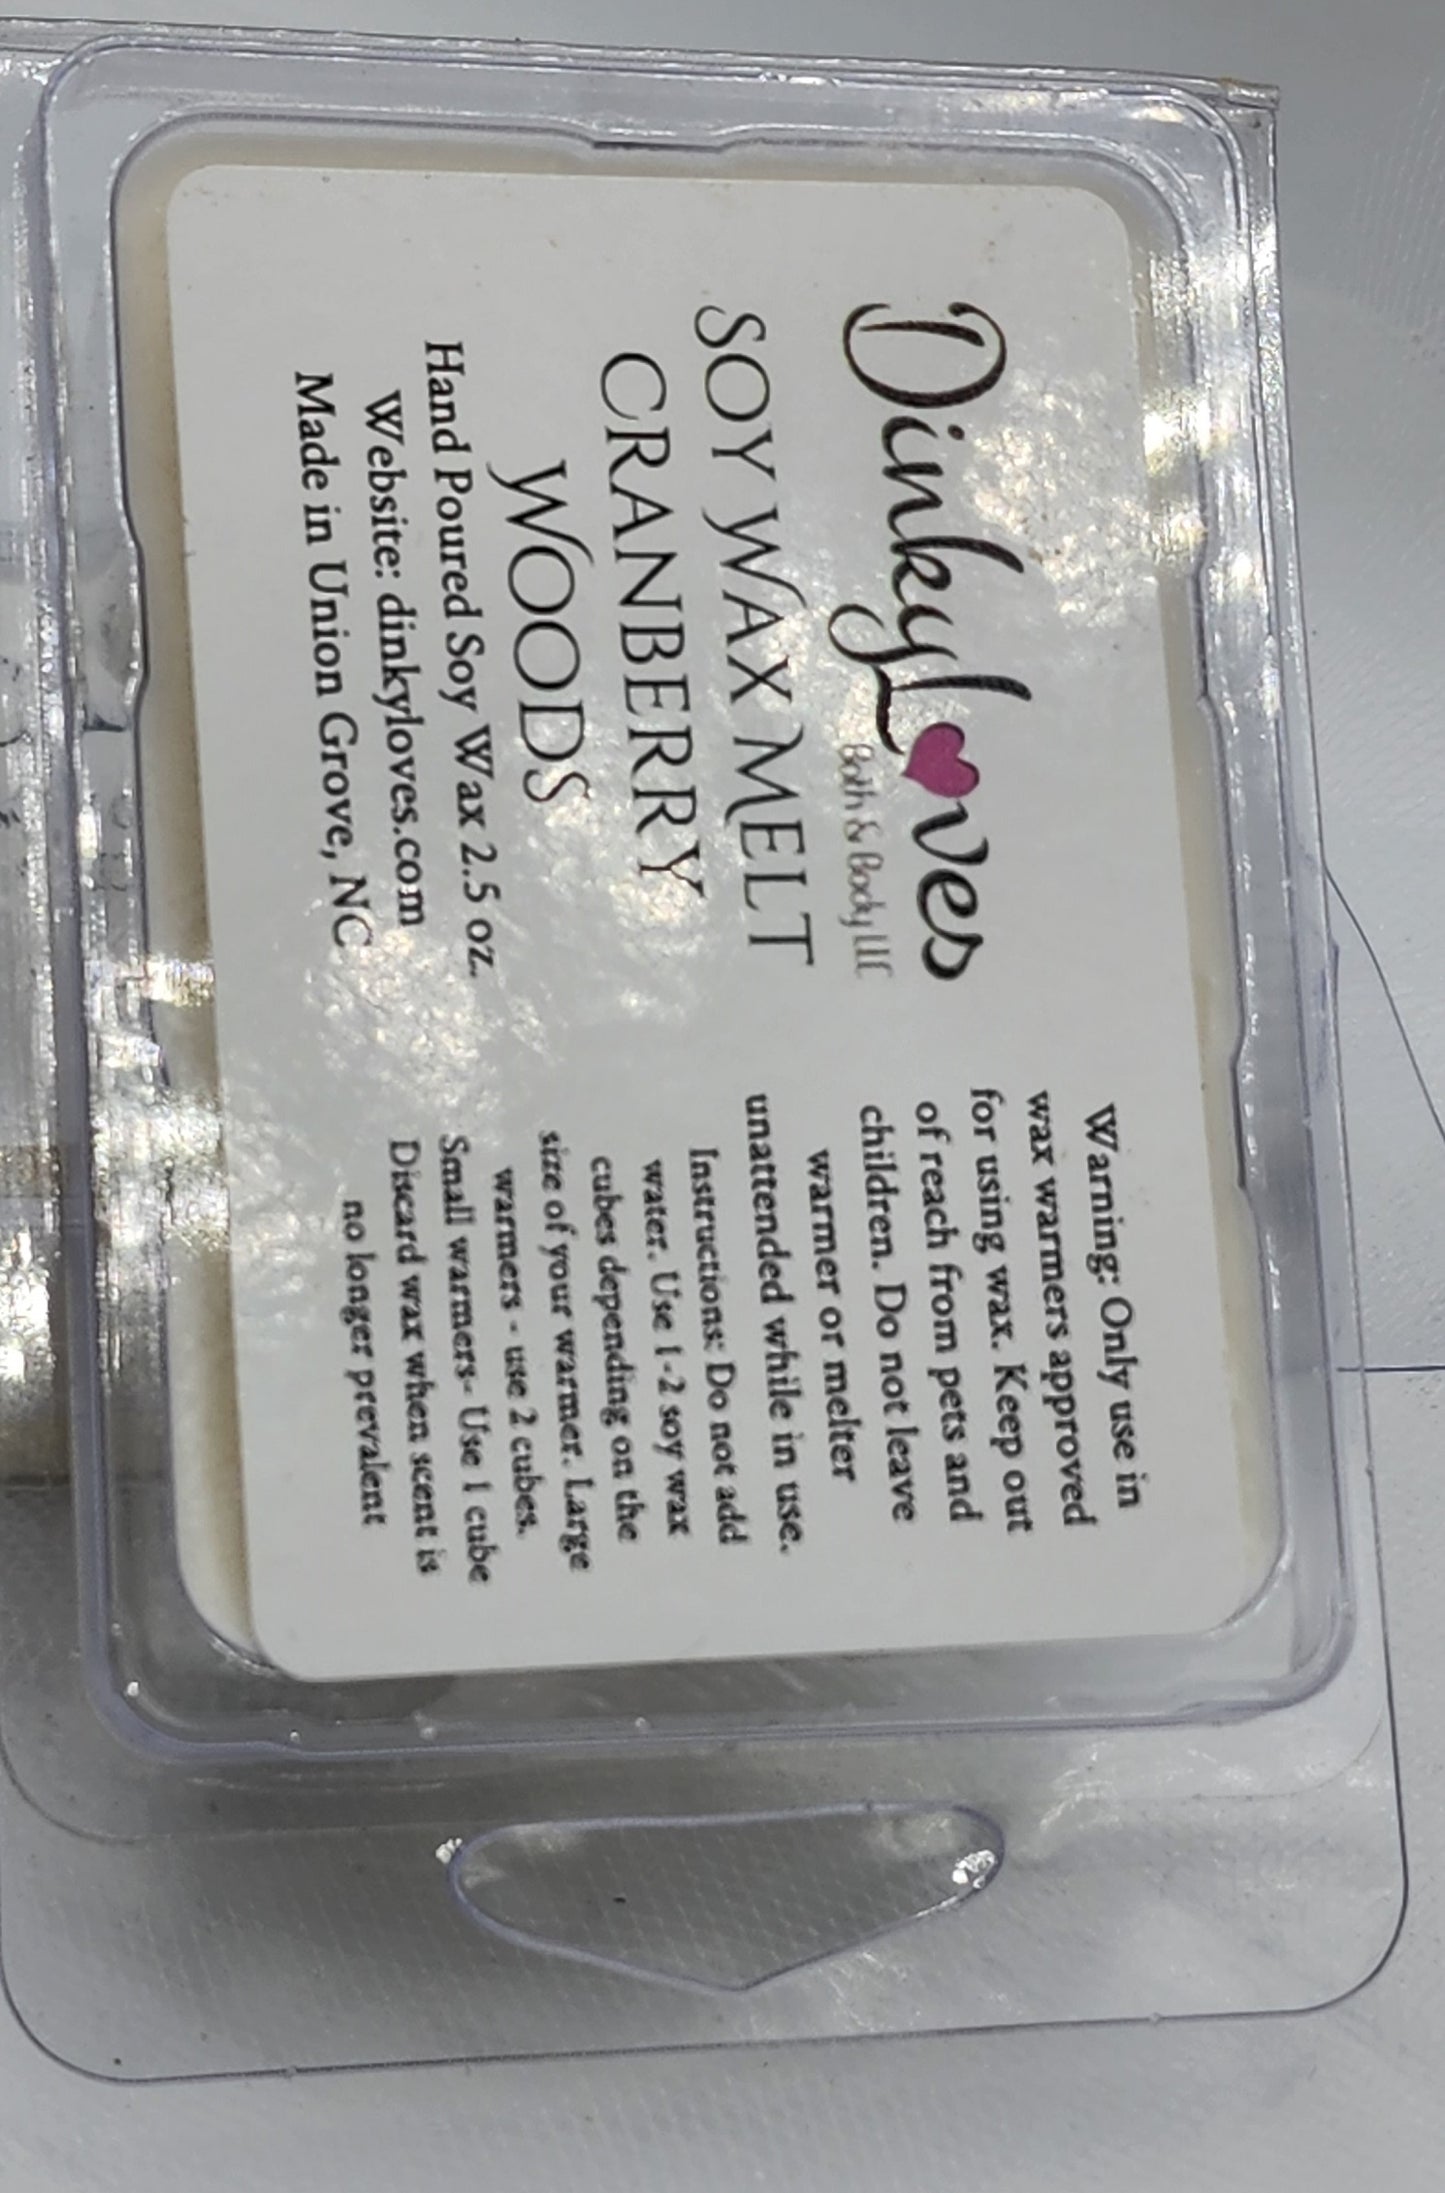 DinkyLoves
Bath & Body LLC
SOY WAX MELT
CRANBERRY
WOODS
Hand Poured Soy Wax 2.5 oz.
Website: dinkyloves.com
Made in Union Grove, NC
Warning: Only use in
wax warmers approved
for using wax. Keep out
of reach from pets and
children. Do not leave
warmer or melter
unattended while in use.
Instructions: Do not add
water. Use 1-2 soy wax
cubes depending on the
size of your warmer. Large
warmers - use 2 cubes.
Small warmers- Use 1 cube
Discard wax when scent is
no longer prevalent